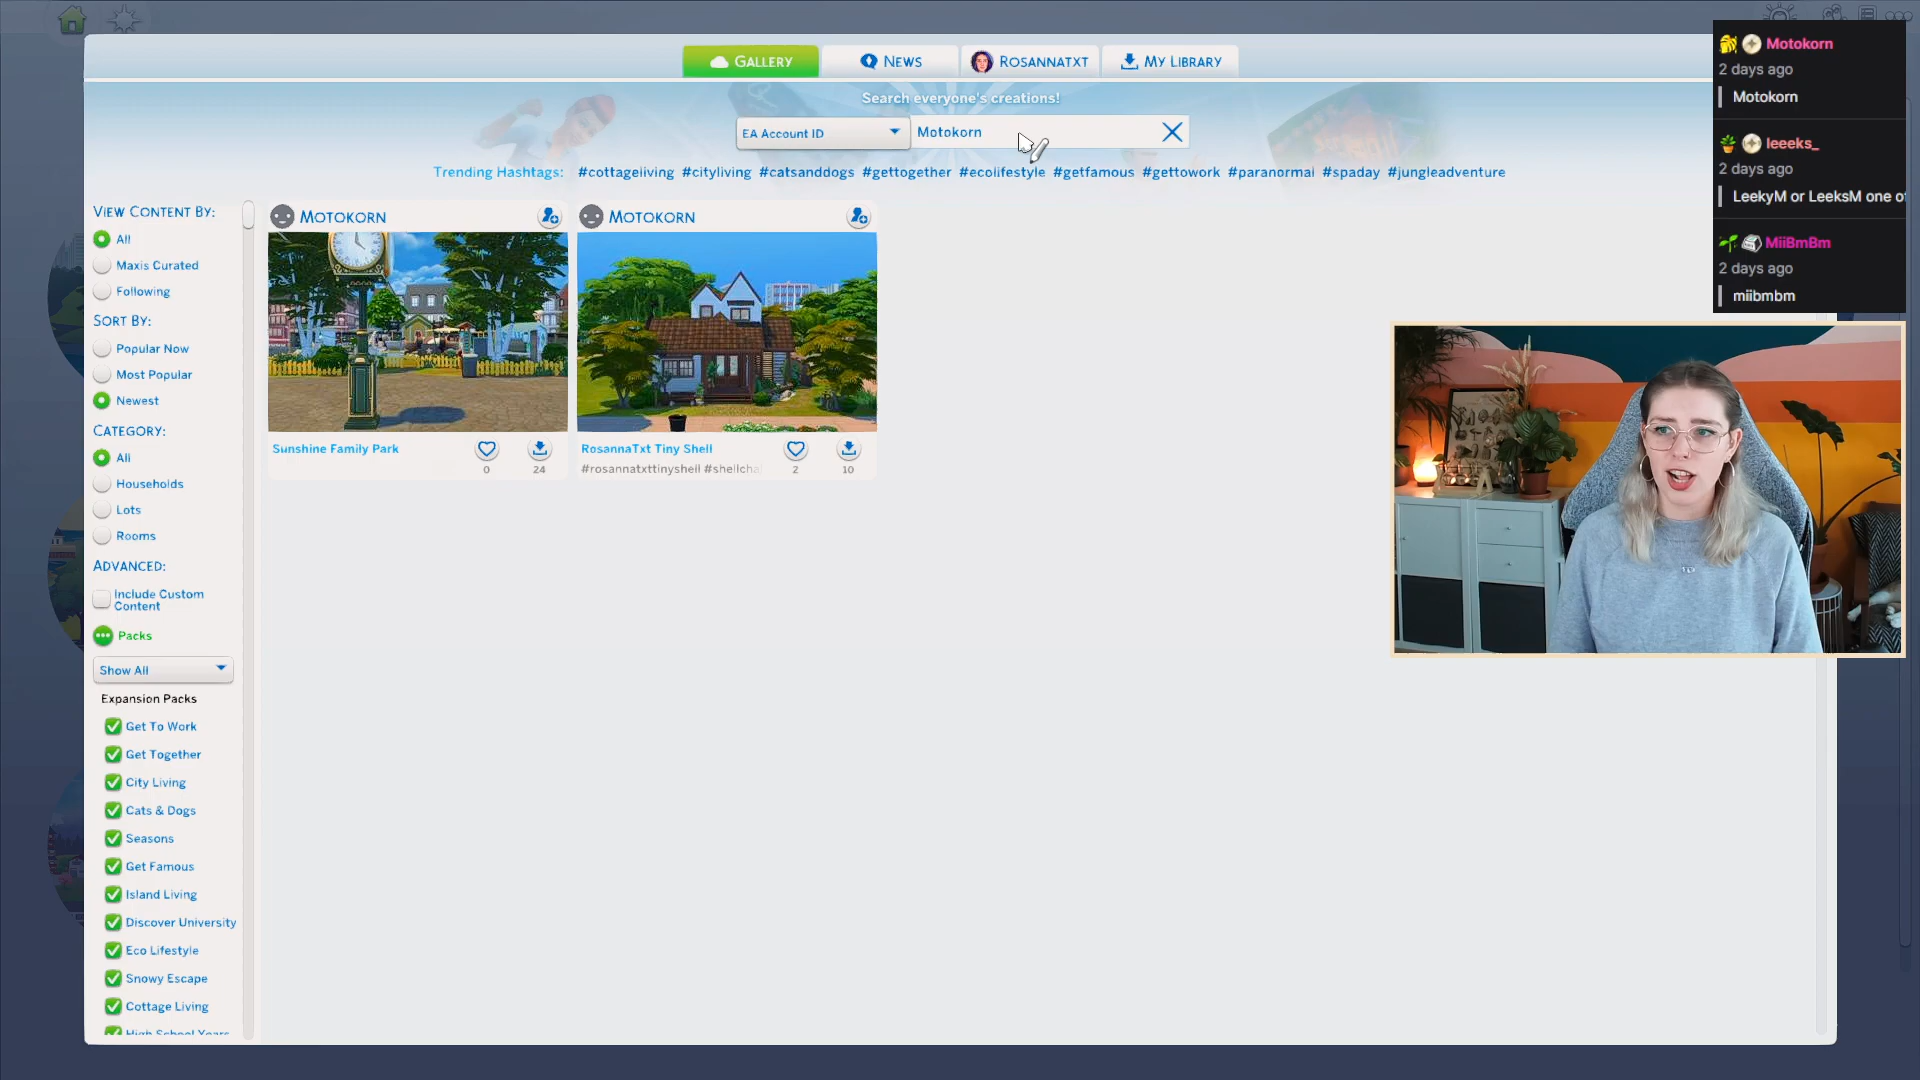 GALLERY
NEWS
ROSANNATXT
MY LIBRARY
Search everyone's creations!
EA Account ID
Motokorn
Trending Hashtags: #cottageliving #cityliving #catsanddogs #gettogether #ecolifestyle #getfamous #gettowork #paranormal #spaday #jungleadventure
VIEW CONTENT BY:
All
Maxis Curated
Following
SORT BY:
Popular Now
Most Popular
Newest
CATEGORY:
All
Households
Lots
Rooms
ADVANCED:
Include Custom
Content
Packs
Show All
Expansion Packs
Get To Work
Get Together
City Living
Cats & Dogs
Seasons
Get Famous
Island Living
Discover University
Eco Lifestyle
Snowy Escape
Cottage Living
High School Years
MOTOKORN
Sunshine Family Park
0
24
MOTOKORN
RosannaTxt Tiny Shell
#rosannatxttinyshell #shellcha
2
10
Motokorn
2 days ago
Motokorn
leeeks_
2 days ago
LeekyM or LeeksM one of
MiiBmBm
2 days ago
miibmbm